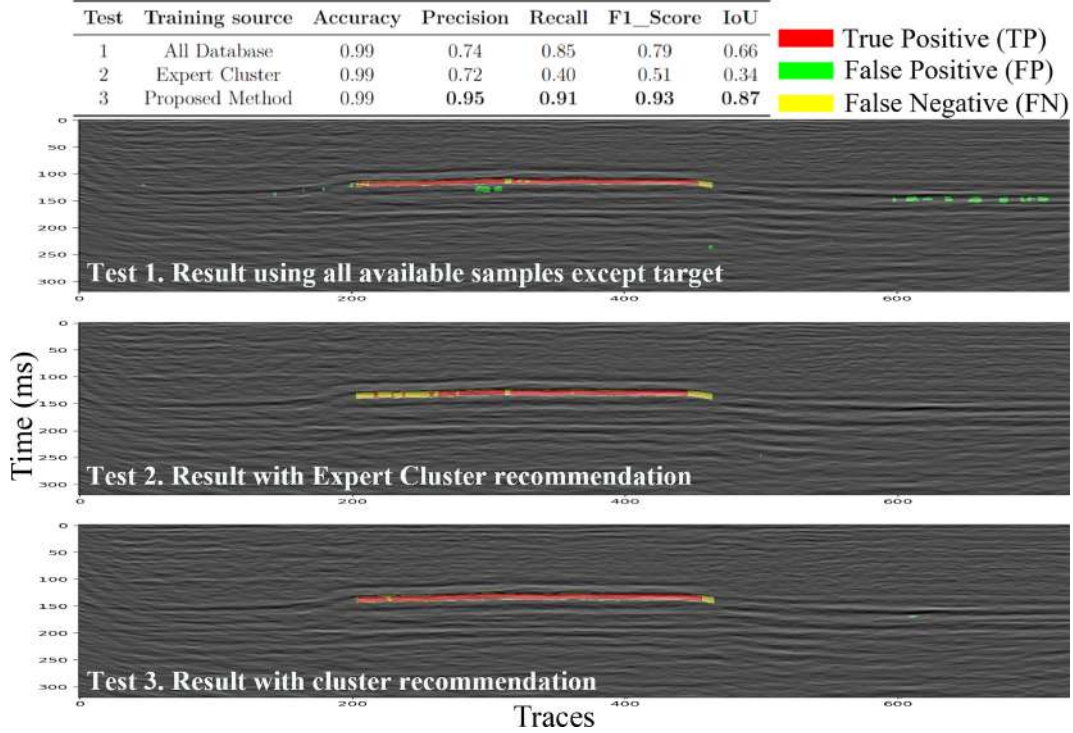 Test Training source Accuracy Precision Recall F1_Score IoU
1 All Database 0.99 0.74 0.85 0.79 0.66
2 Expert Cluster 0.99 0.72 0.40 0.51 0.34
3 Proposed Method 0.99 0.95 0.91 0.93 0.87
True Positive (TP)
False Positive (FP)
False Negative (FN)
0
50
100
150
200
250
300
Test 1. Result using all available samples except target
0 200 400 600
0
50
100
150
200
250
300
Test 2. Result with Expert Cluster recommendation
0 200 400 600
Time (ms)
0
50
100
150
200
250
300
Test 3. Result with cluster recommendation
0 200 400 600
Traces